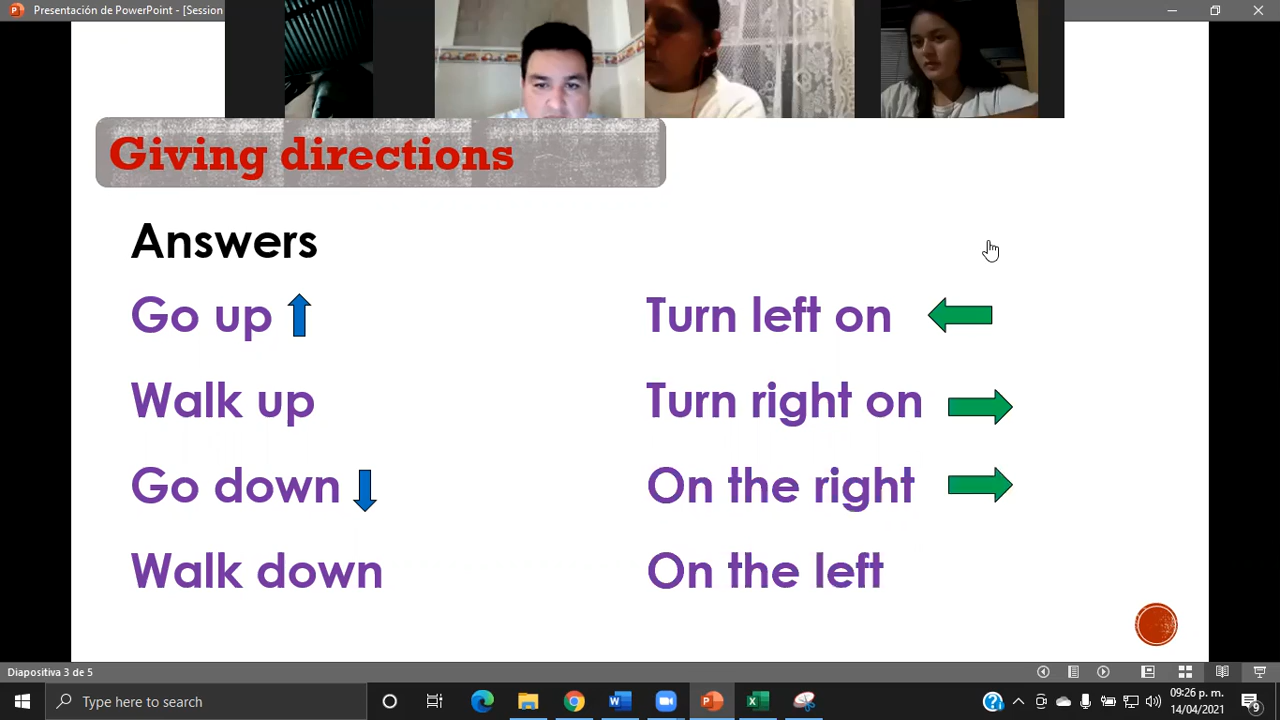 Presentación de PowerPoint - [Session
Giving directions
Answers
Go up
Walk up
Go down
Walk down
Turn left on
Turn right on
On the right
On the left
Diapositiva 3 de 5
Type here to search
09:26 p. m.
14/04/2021
9